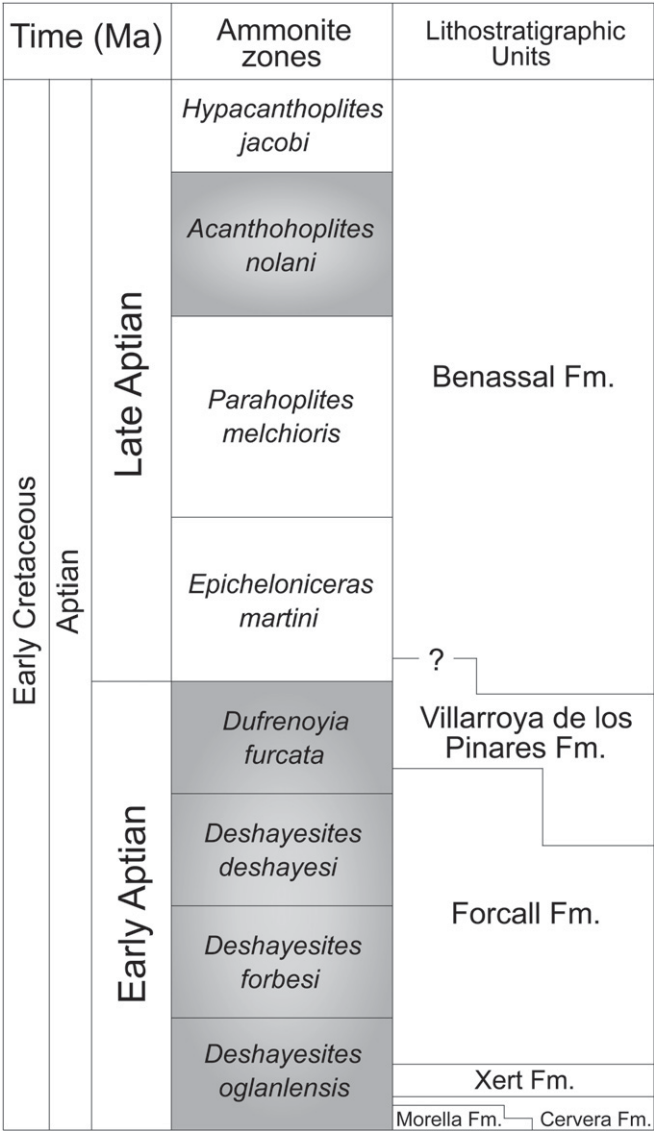 Time (Ma)
Ammonite
zones
Lithostratigraphic
Units
Early Cretaceous
Aptian
Late Aptian
Early Aptian
Hypacanthoplites
jacobi
Acanthohoplites
nolani
Parahoplites
melchioris
Epicheloniceras
martini
Dufrenoyia
furcata
Deshayesites
deshayesi
Deshayesites
forbesi
Deshayesites
oglanlensis
Benassal Fm.
?
Villarroya de los
Pinares Fm.
Forcall Fm.
Xert Fm.
Morella Fm.
Cervera Fm.